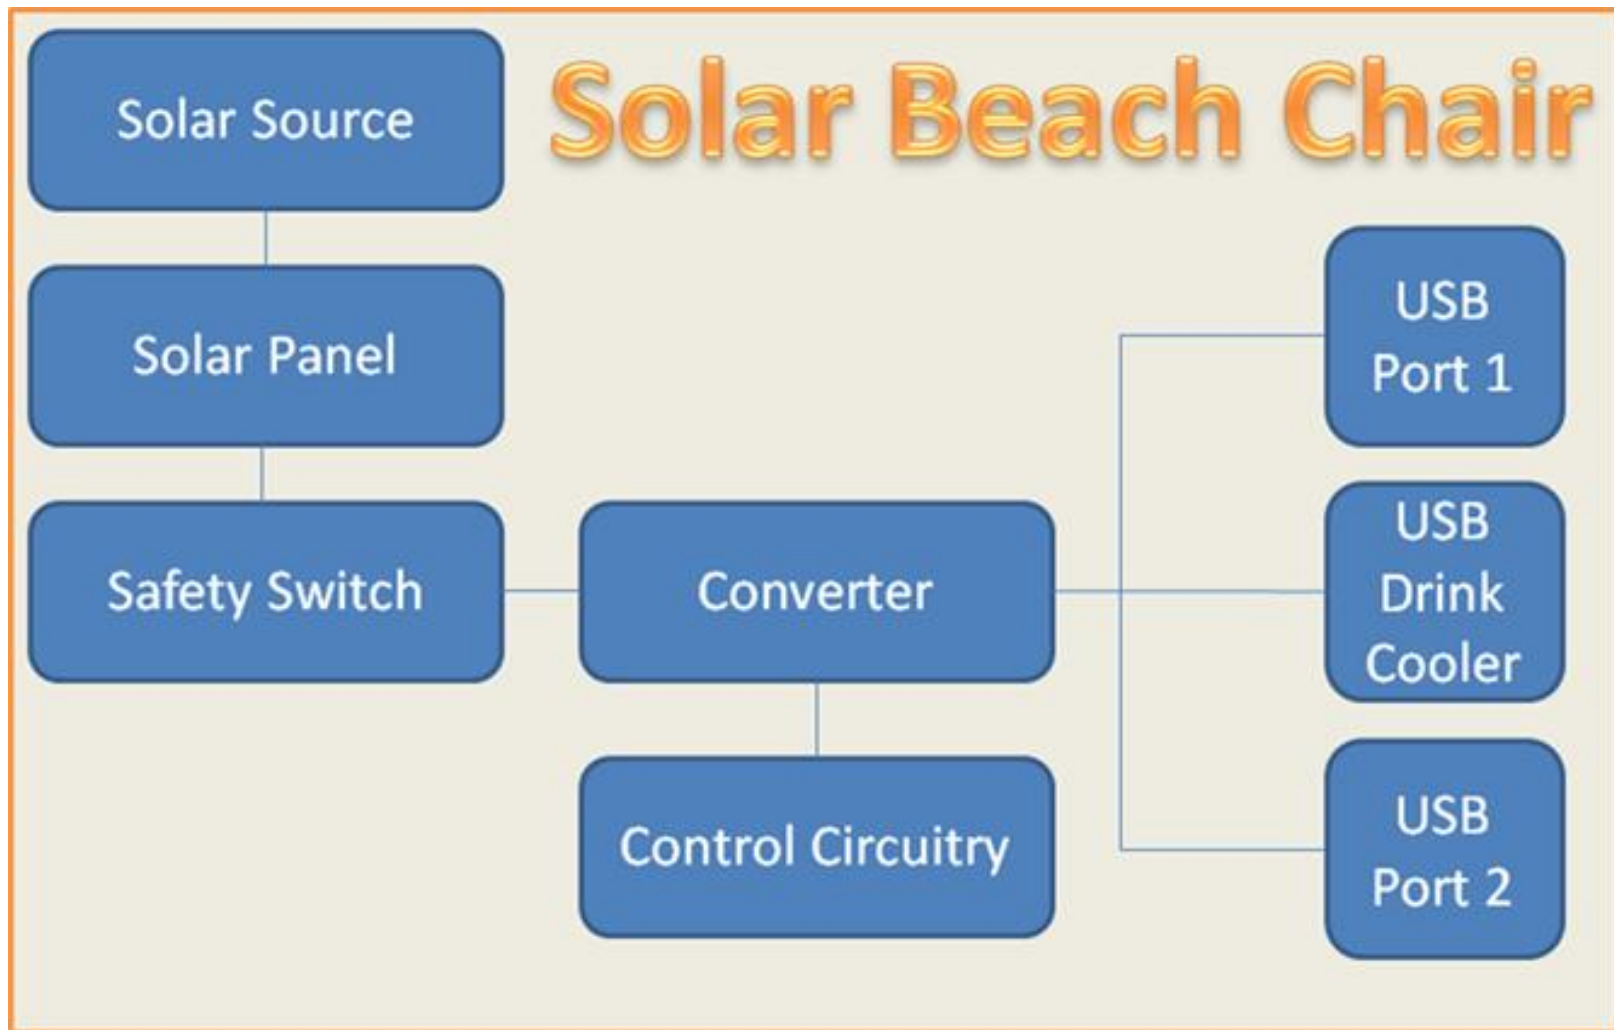 Solar Beach Chair
Solar Source
Solar Panel
Safety Switch
Converter
Control Circuitry
USB
Port 1
USB
Drink
Cooler
USB
Port 2